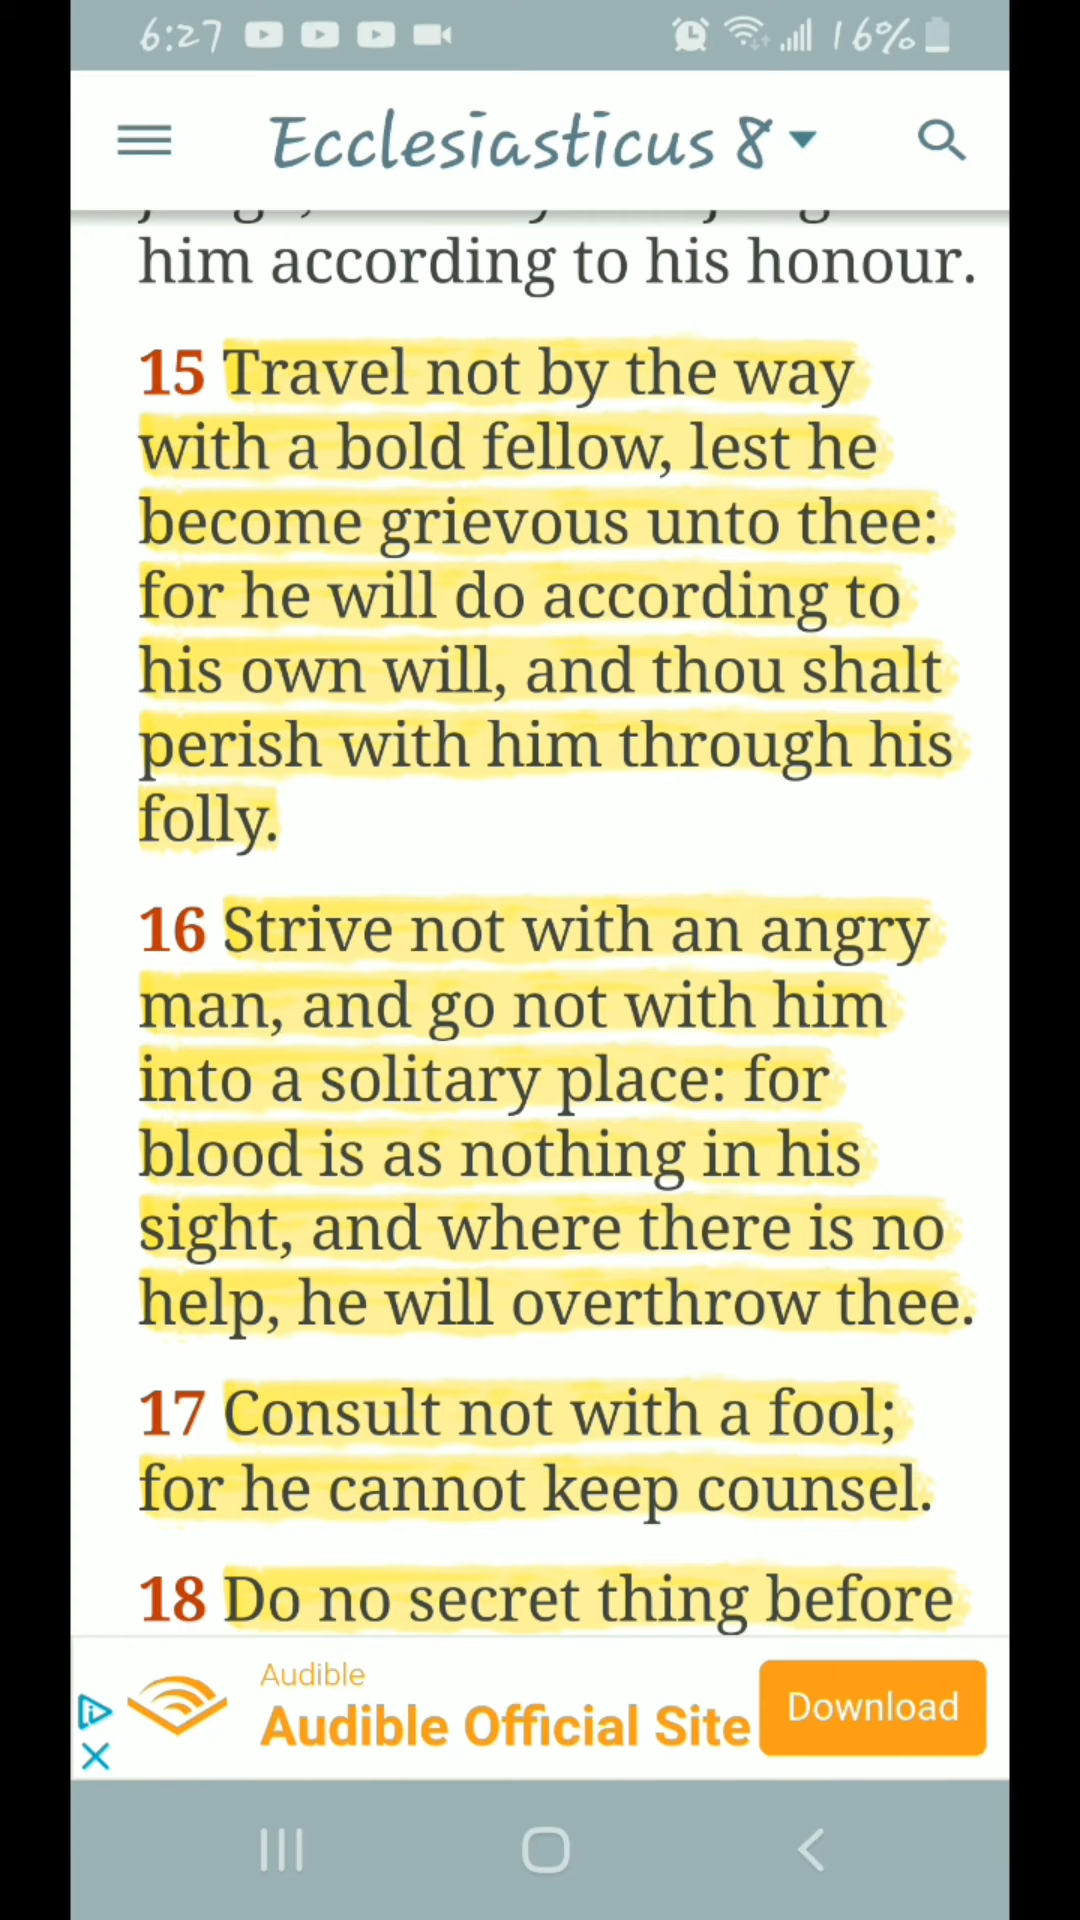 6:27
16%
Ecclesiasticus 8
him according to his honour.
15 Travel not by the way
with a bold fellow, lest he
become grievous unto thee:
for he will do according to
his own will, and thou shalt
perish with him through his
folly.
16 Strive not with an angry
man, and go not with him
into a solitary place: for
blood is as nothing in his
sight, and where there is no
help, he will overthrow thee.
17 Consult not with a fool;
for he cannot keep counsel.
18 Do no secret thing before
Audible
Audible Official Site
Download